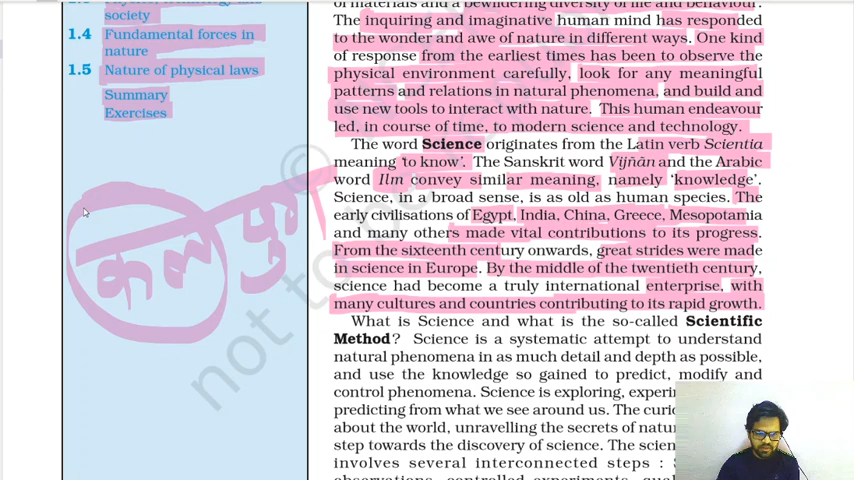 society
1.4 Fundamental forces in
nature
1.5 Nature of physical laws
Summary
Exercises
of materials and a bewildering diversity of life and behaviour.
The inquiring and imaginative human mind has responded
to the wonder and awe of nature in different ways. One kind
of response from the earliest times has been to observe the
physical environment carefully, look for any meaningful
patterns and relations in natural phenomena, and build and
use new tools to interact with nature. This human endeavour
led, in course of time, to modern science and technology.
The word Science originates from the Latin verb Scientia
meaning ‘to know’. The Sanskrit word Vijñān and the Arabic
word Ilm convey similar meaning, namely ‘knowledge’.
Science, in a broad sense, is as old as human species. The
early civilisations of Egypt, India, China, Greece, Mesopotamia
and many others made vital contributions to its progress.
From the sixteenth century onwards, great strides were made
in science in Europe. By the middle of the twentieth century,
science had become a truly international enterprise, with
many cultures and countries contributing to its rapid growth.
What is Science and what is the so-called Scientific
Method? Science is a systematic attempt to understand
natural phenomena in as much detail and depth as possible,
and use the knowledge so gained to predict, modify and
control phenomena. Science is exploring,
predicting from what we see around us. The
about the world, unravelling the secrets of
step towards the discovery of science. The
involves several interconnected steps :
not to